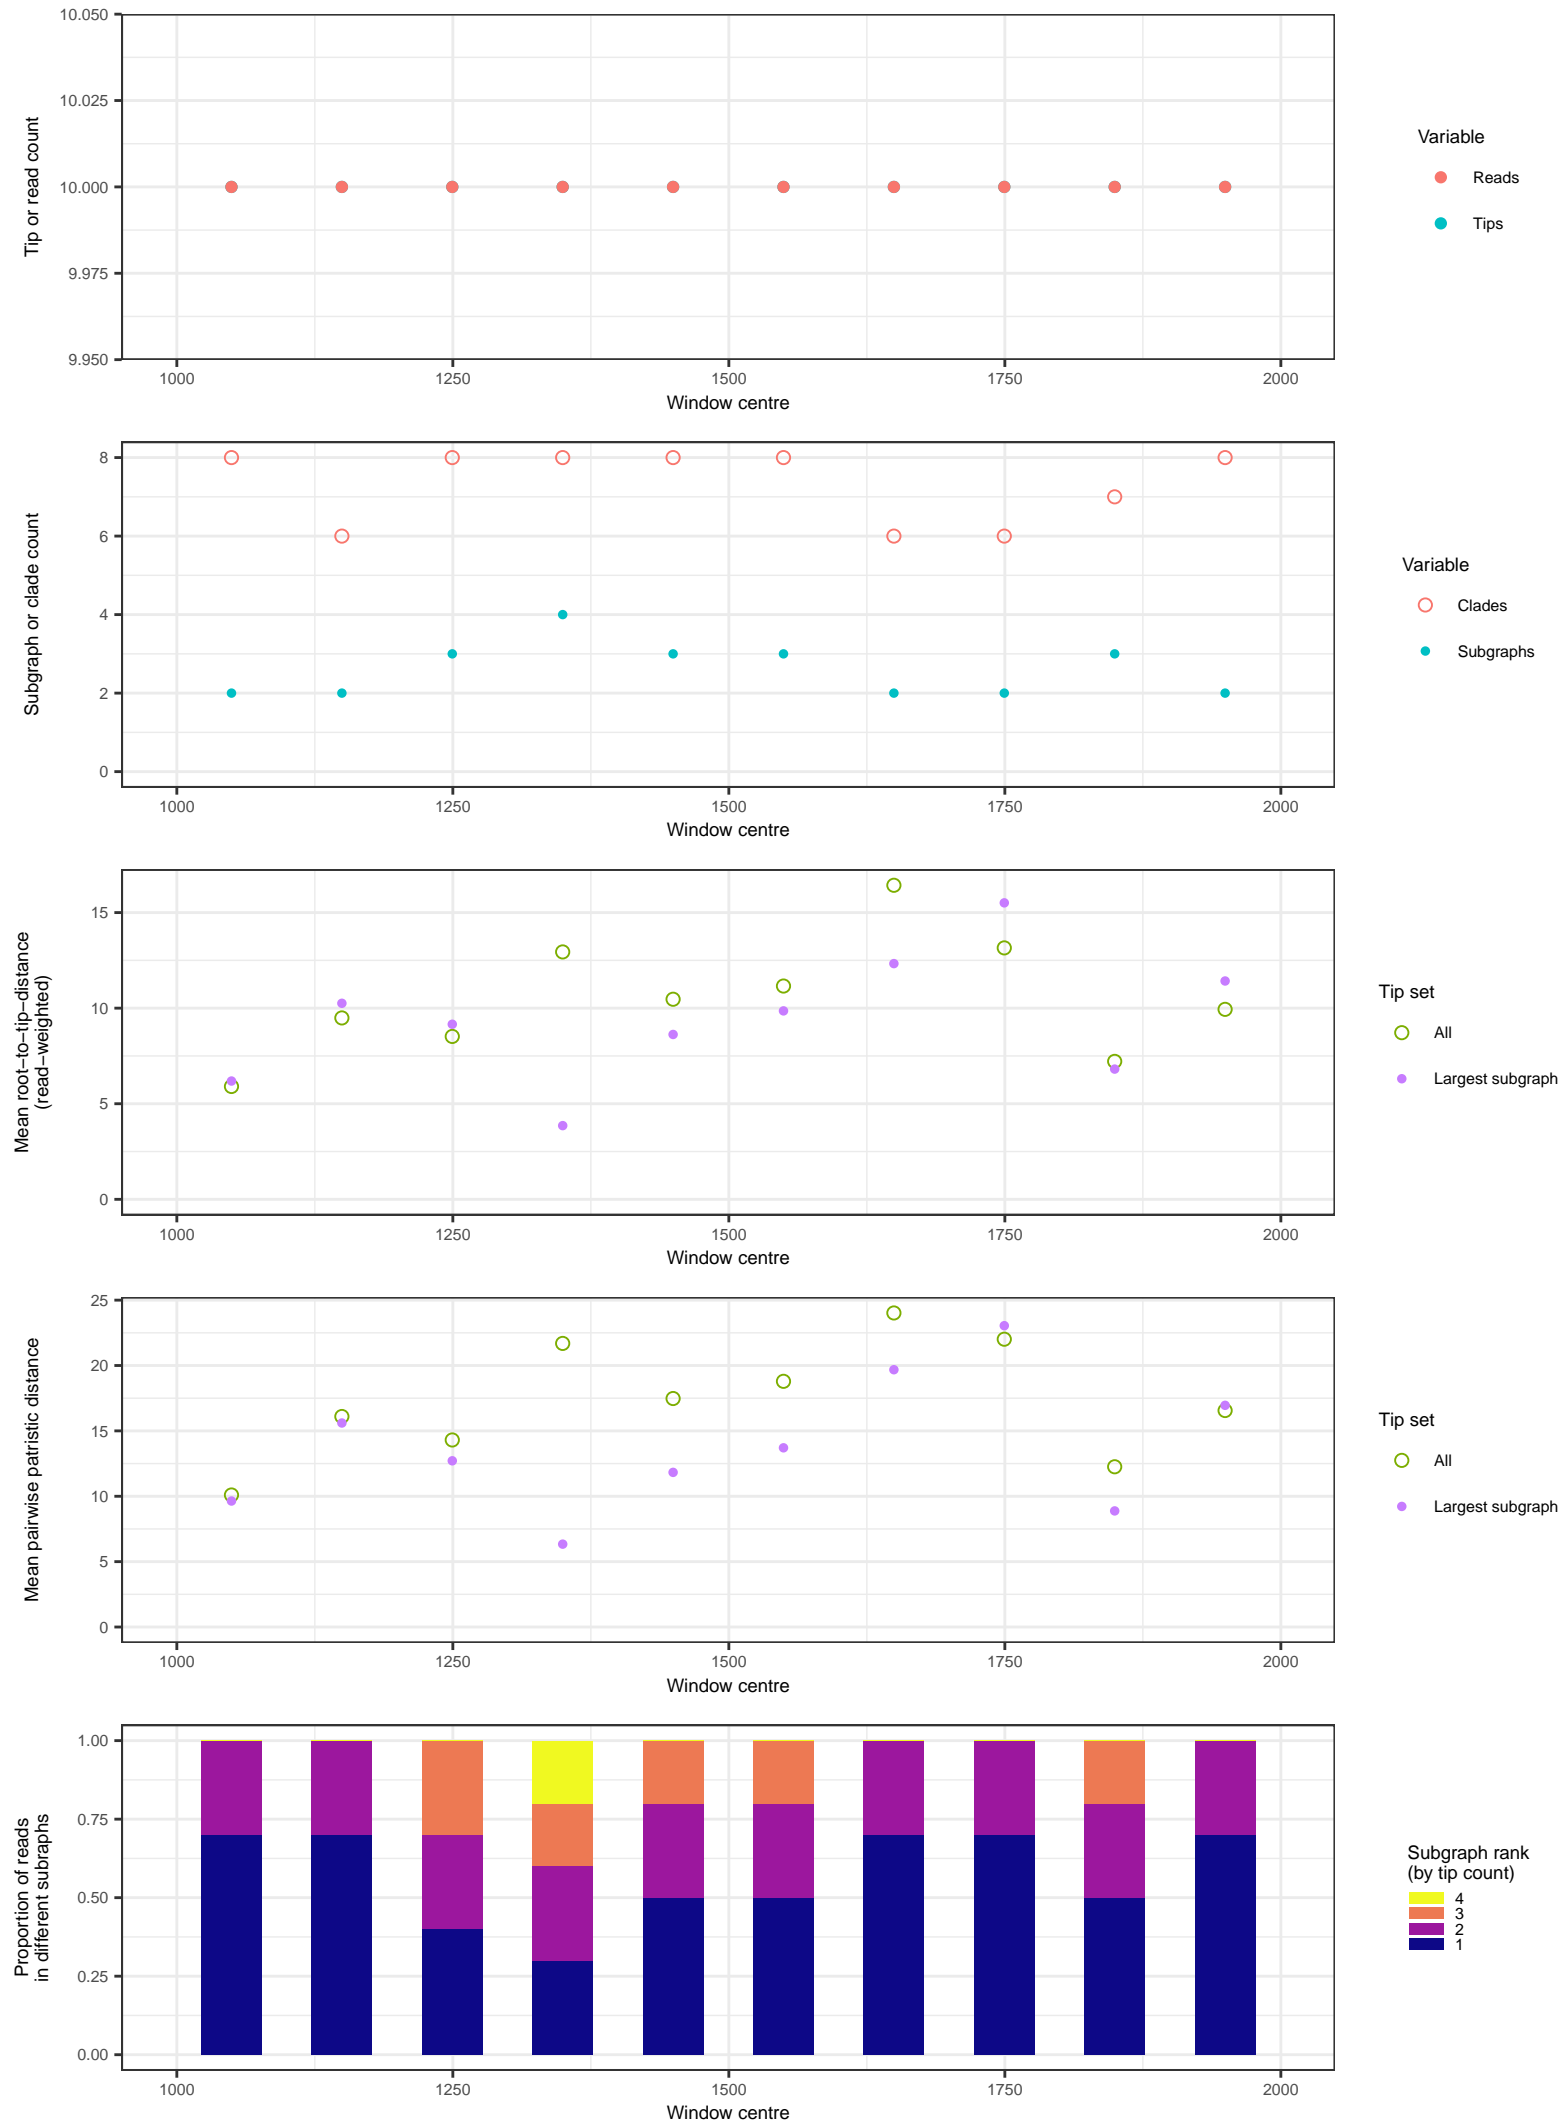 10.050
10.025
10.000
9.975
9.950
Tip or read count
1000
1250
1500
1750
2000
Window centre
Variable
Reads
Tips
8
6
4
2
0
Subgraph or clade count
1000
1250
1500
1750
2000
Window centre
Variable
Clades
Subgraphs
15
10
5
0
Mean root−to−tip−distance
(read−weighted)
1000
1250
1500
1750
2000
Window centre
Tip set
All
Largest subgraph
25
20
15
10
5
0
Mean pairwise patristic distance
1000
1250
1500
1750
2000
Window centre
Tip set
All
Largest subgraph
1.00
0.75
0.50
0.25
0.00
Proportion of reads
in different subraphs
1000
1250
1500
1750
2000
Window centre
Subgraph rank
(by tip count)
4
3
2
1